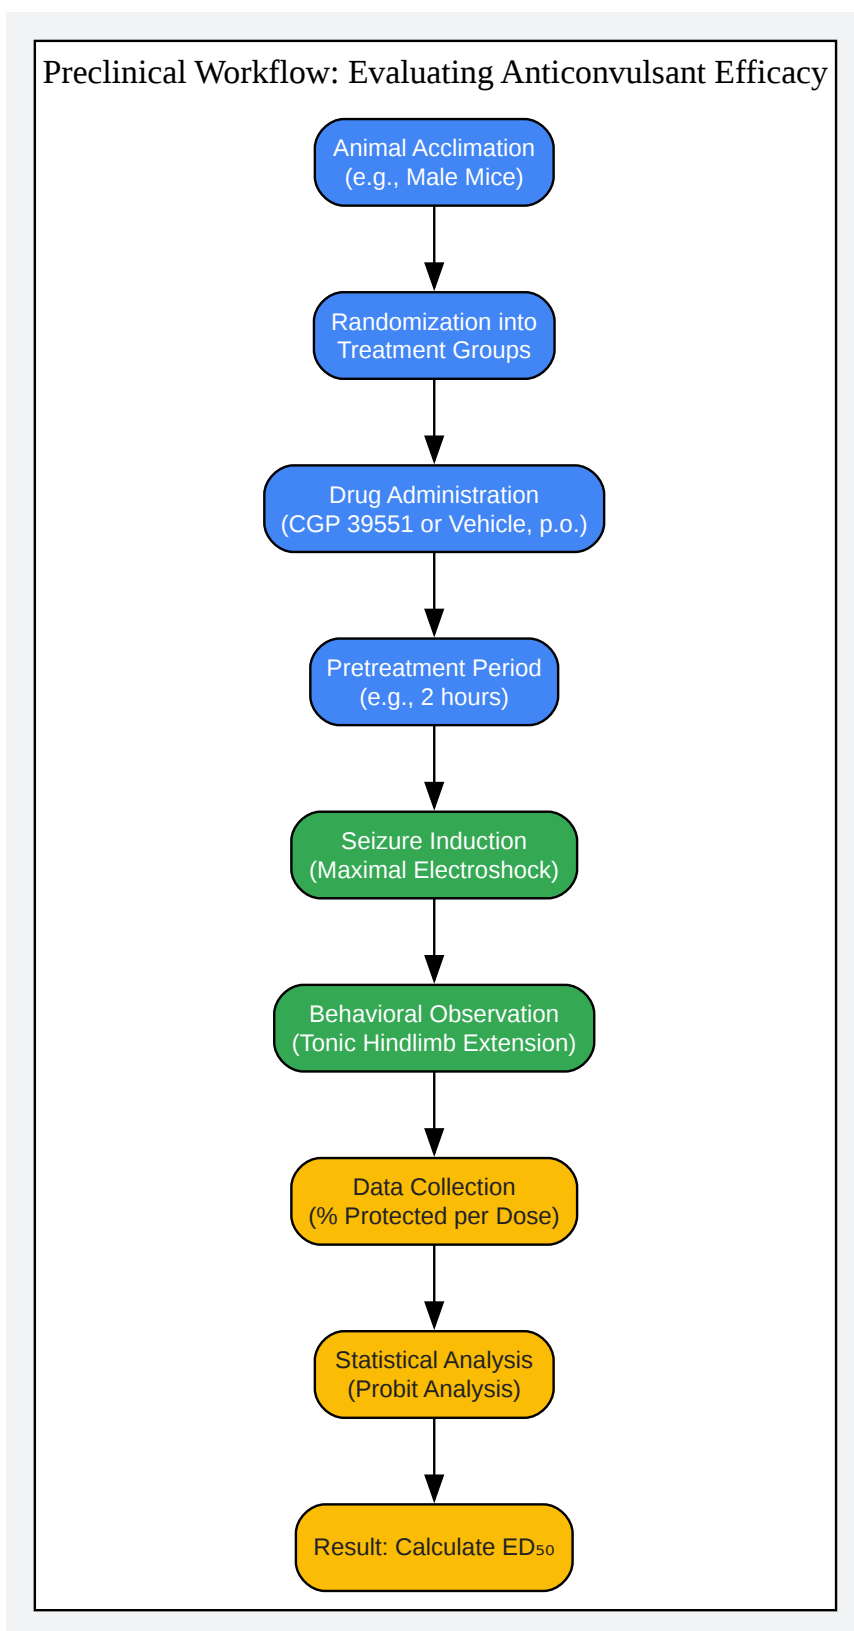 Preclinical Workflow: Evaluating Anticonvulsant Efficacy
Animal Acclimation
(e.g., Male Mice)
Randomization into
Treatment Groups
Drug Administration
(CGP 39551 or Vehicle, p.o.)
Pretreatment Period
(e.g., 2 hours)
Seizure Induction
(Maximal Electroshock)
Behavioral Observation
(Tonic Hindlimb Extension)
Data Collection
(% Protected per Dose)
Statistical Analysis
(Probit Analysis)
Result: Calculate ED₅₀